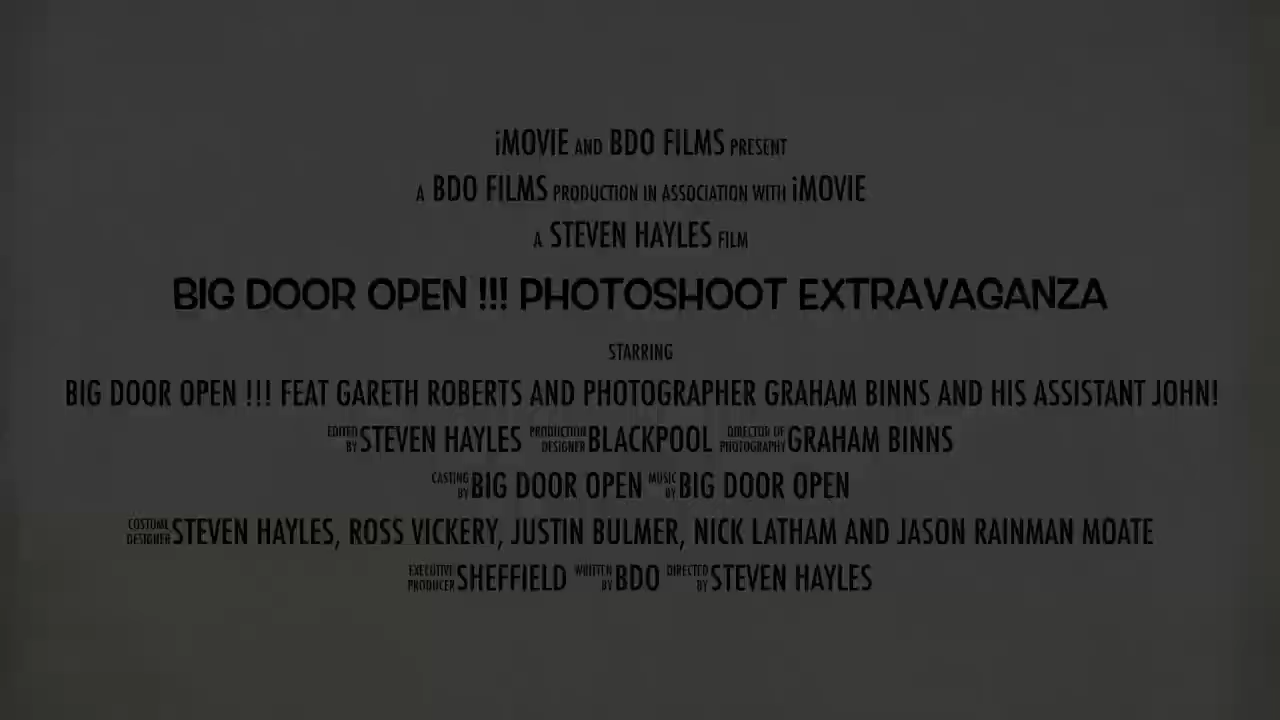 iMOVIE AND BDO FILMS PRESENT
A BDO FILMS PRODUCTION IN ASSOCIATION WITH iMOVIE
A STEVEN HAYLES FILM
BIG DOOR OPEN !!! PHOTOSHOOT EXTRAVAGANZA
STARRING
BIG DOOR OPEN !!! FEAT GARETH ROBERTS AND PHOTOGRAPHER GRAHAM BINNS AND HIS ASSISTANT JOHN!
EDITED BY STEVEN HAYLES PRODUCTION DESIGNER BLACKPOOL DIRECTOR OF PHOTOGRAPHY GRAHAM BINNS
CASTING BY BIG DOOR OPEN MUSIC BY BIG DOOR OPEN
COSTUME DESIGNER STEVEN HAYLES, ROSS VICKERY, JUSTIN BULMER, NICK LATHAM AND JASON RAINMAN MOATE
EXECUTIVE PRODUCER SHEFFIELD WRITTEN BY BDO DIRECTED BY STEVEN HAYLES